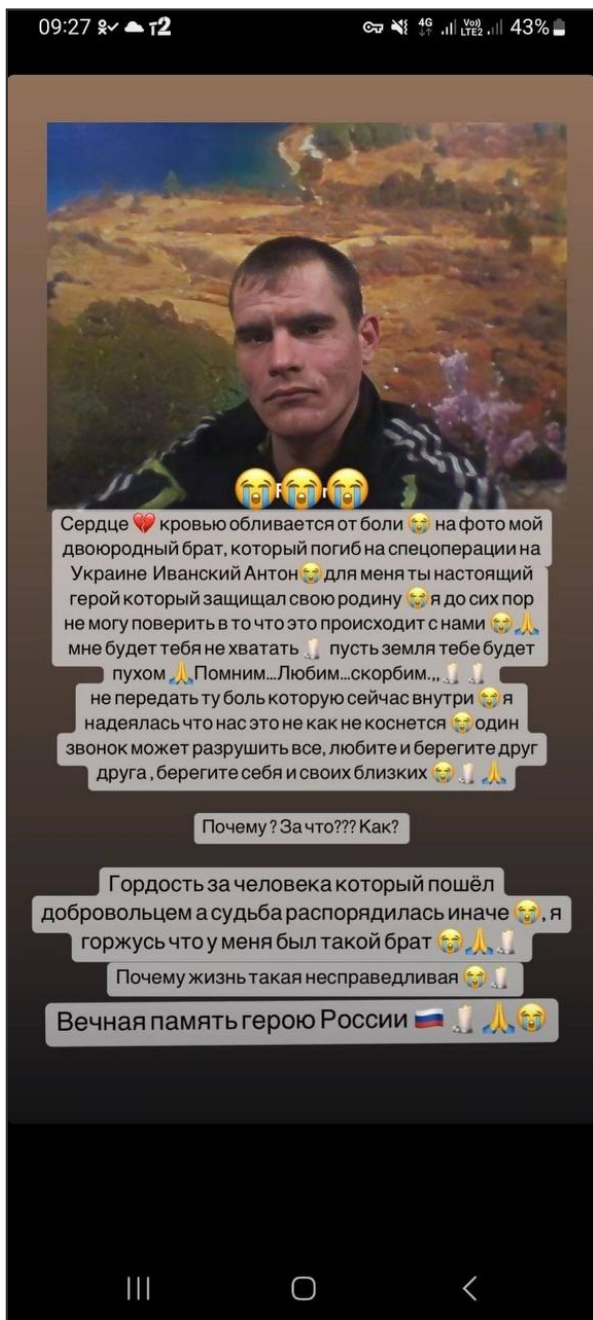 09:27 T2 4G Vo)) LTE2 43%
Сердце 💔 кровью обливается от боли 😭 на фото мой
двоюродный брат, который погиб на спецоперации на
Украине Иванский Антон😭для меня ты настоящий
герой который защищал свою родину 😭я до сих пор
не могу поверить в то что это происходит с нами 😭🙏
мне будет тебя не хватать 🕯 пусть земля тебе будет
пухом 🙏Помним...Любим...скорбим.,, 🕯 🕯
не передать ту боль которую сейчас внутри 😭я
надеялась что нас это не как не коснется 😭один
звонок может разрушить все, любите и берегите друг
друга , берегите себя и своих близких 😭🕯 🙏
Почему ? За что??? Как?
Гордость за человека который пошёл
добровольцем а судьба распорядилась иначе 😭, я
горжусь что у меня был такой брат 😭🙏🕯
Почему жизнь такая несправедливая 😭🕯
Вечная память герою России 🇷🇺 🕯 🙏😭